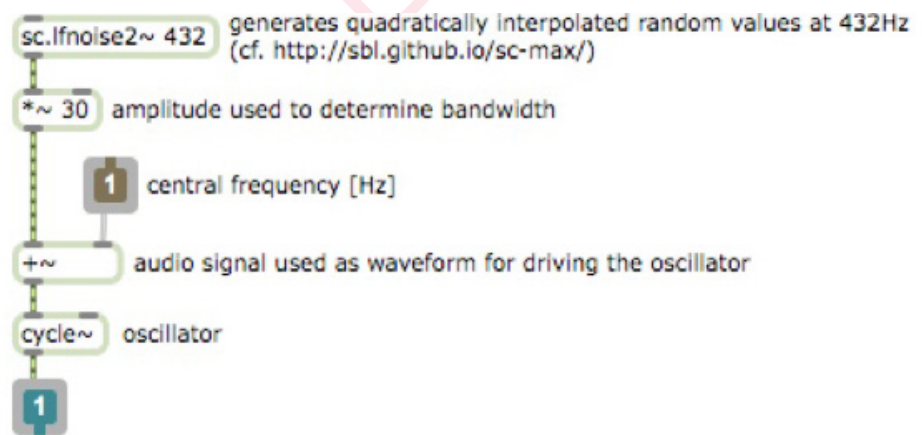 sc.lfnoise2~ 432 generates quadratically interpolated random values at 432Hz
(cf. http://sbl.github.io/sc-max/)
*~ 30 amplitude used to determine bandwidth
1 central frequency [Hz]
+~ audio signal used as waveform for driving the oscillator
cycle~ oscillator
1